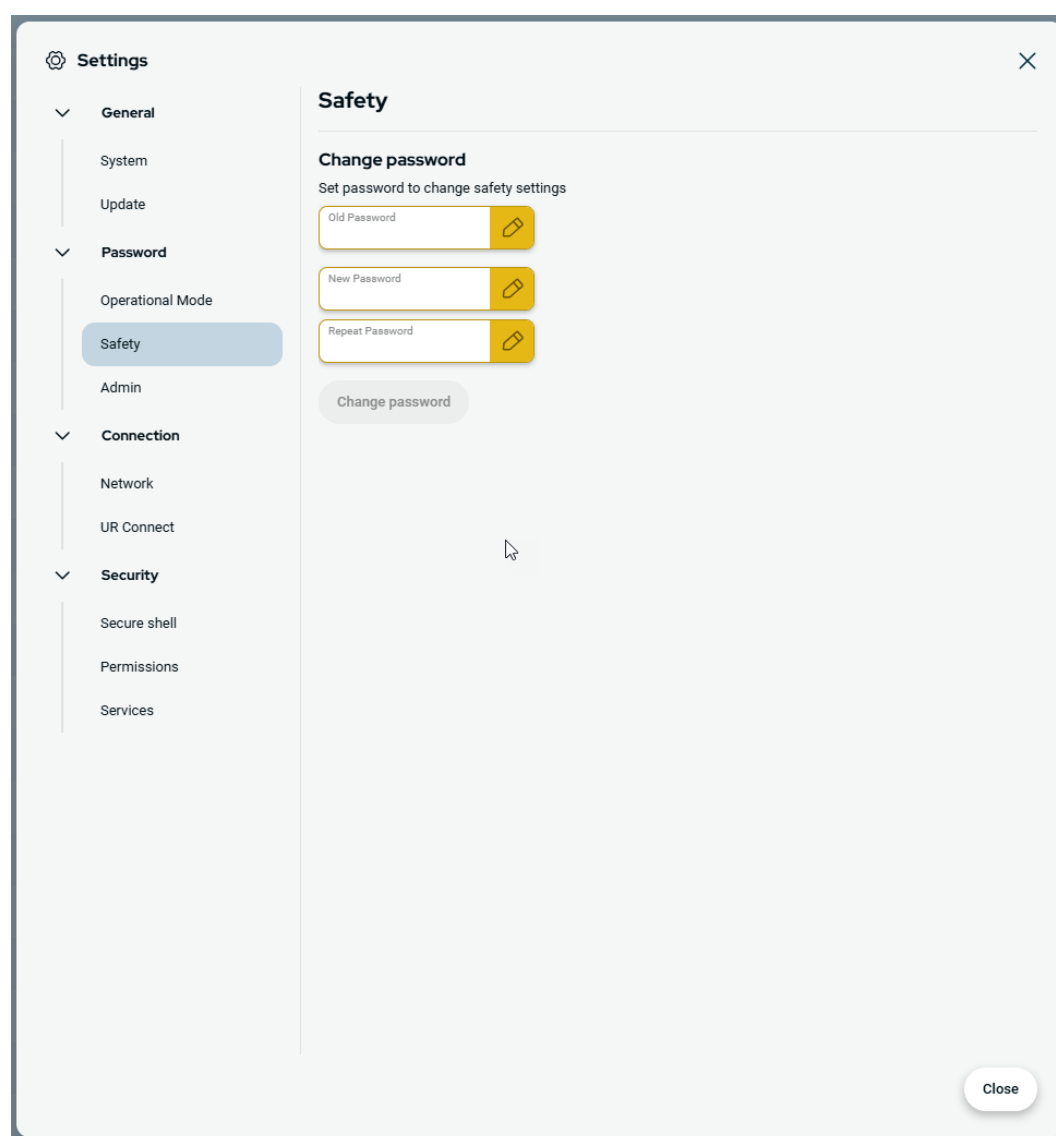 Settings
General
System
Update
Password
Operational Mode
Safety
Admin
Connection
Network
UR Connect
Security
Secure shell
Permissions
Services
Safety
Change password
Set password to change safety settings
Old Password
New Password
Repeat Password
Change password
Close